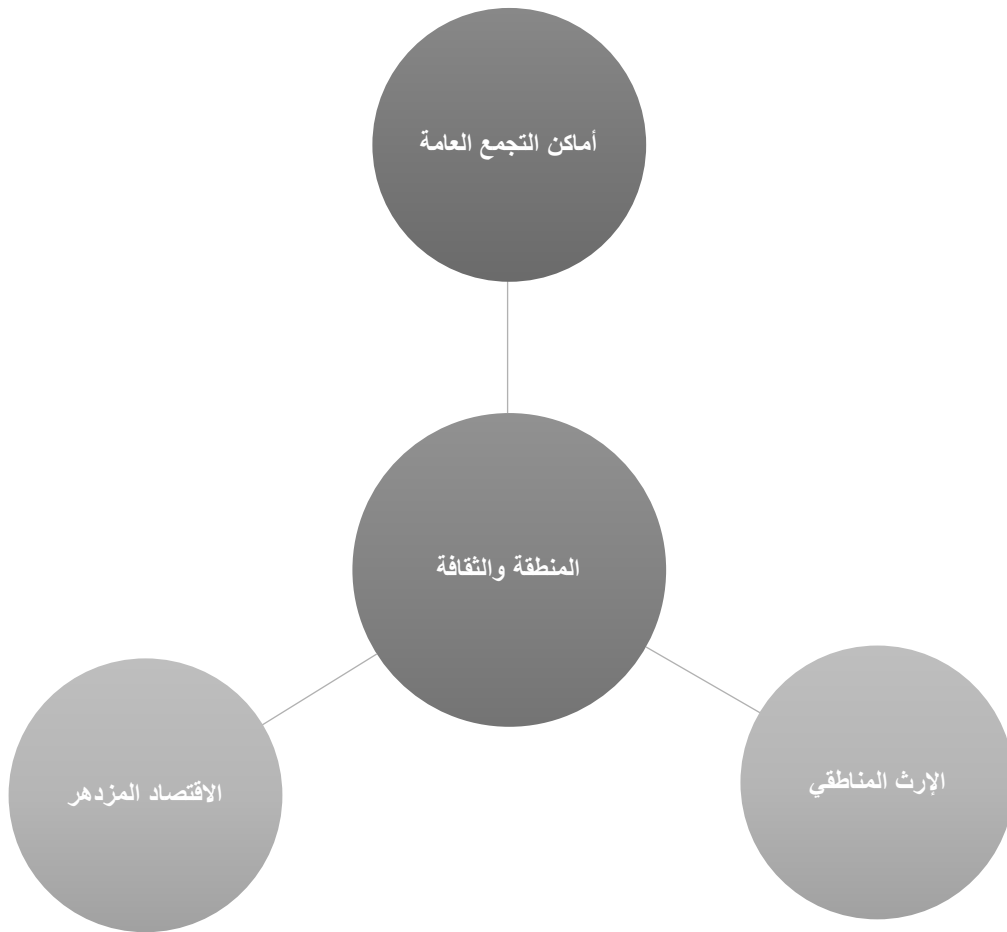 أماكن التجمع العامة
المنطقة والثقافة
الإرث المناطقي
الاقتصاد المزدهر